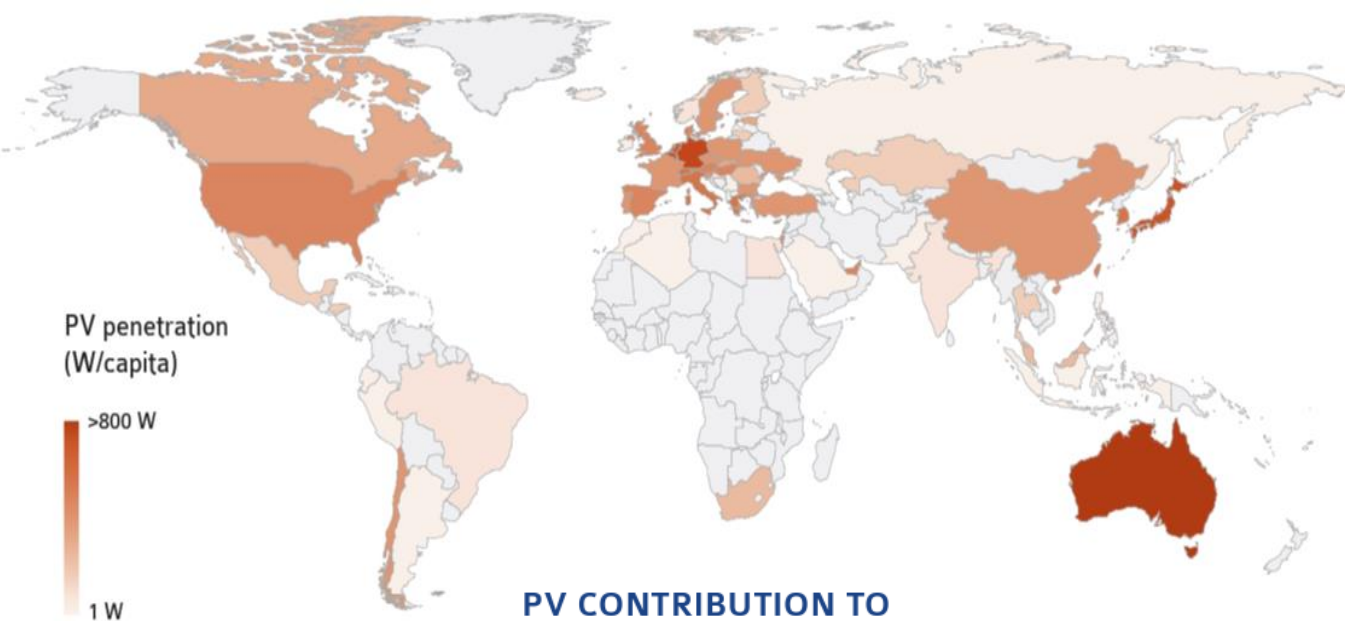 PV penetration
(W/capita)
>800 W
1 W
PV CONTRIBUTION TO